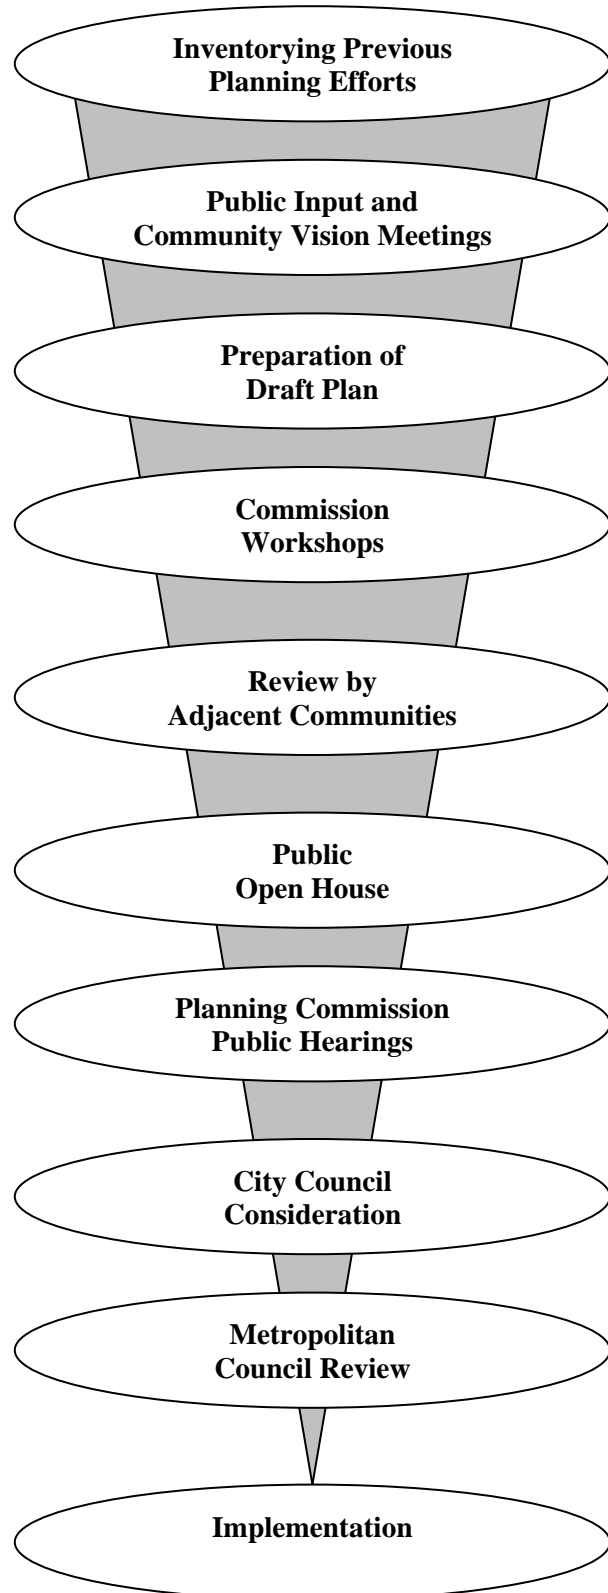 Inventorying Previous
Planning Efforts
Public Input and
Community Vision Meetings
Preparation of
Draft Plan
Commission
Workshops
Review by
Adjacent Communities
Public
Open House
Planning Commission
Public Hearings
City Council
Consideration
Metropolitan
Council Review
Implementation